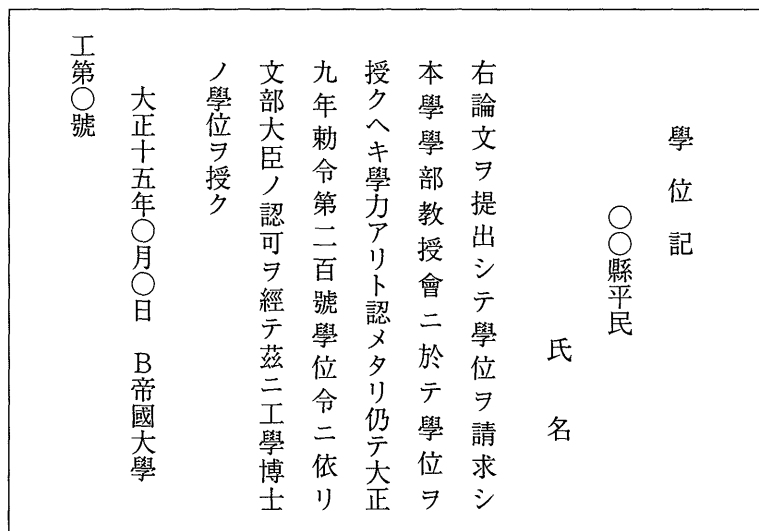 學位記
〇〇縣平民
氏名
右論文ヲ提出シテ學位ヲ請求シ
本學學部教授會ニ於テ學位ヲ
授クヘキ學力アリト認メタリ仍テ大正
九年勅令第二百號學位令ニ依リ
文部大臣ノ認可ヲ經テ茲ニ工學博士
ノ學位ヲ授ク
大正十五年〇月〇日 B帝國大學
工第〇號